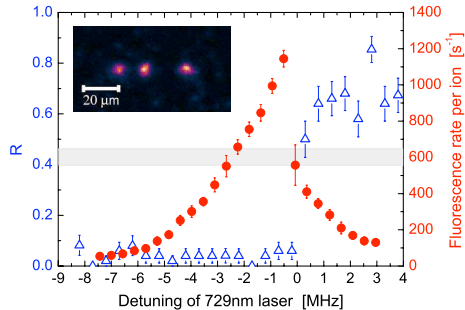 1.0
0.8
0.6
0.4
0.2
0.0
R
20 µm
1400
1200
1000
800
600
400
200
0
Fluorescence rate per ion [s⁻¹]
-9 -8 -7 -6 -5 -4 -3 -2 -1 0 1 2 3 4
Detuning of 729nm laser [MHz]